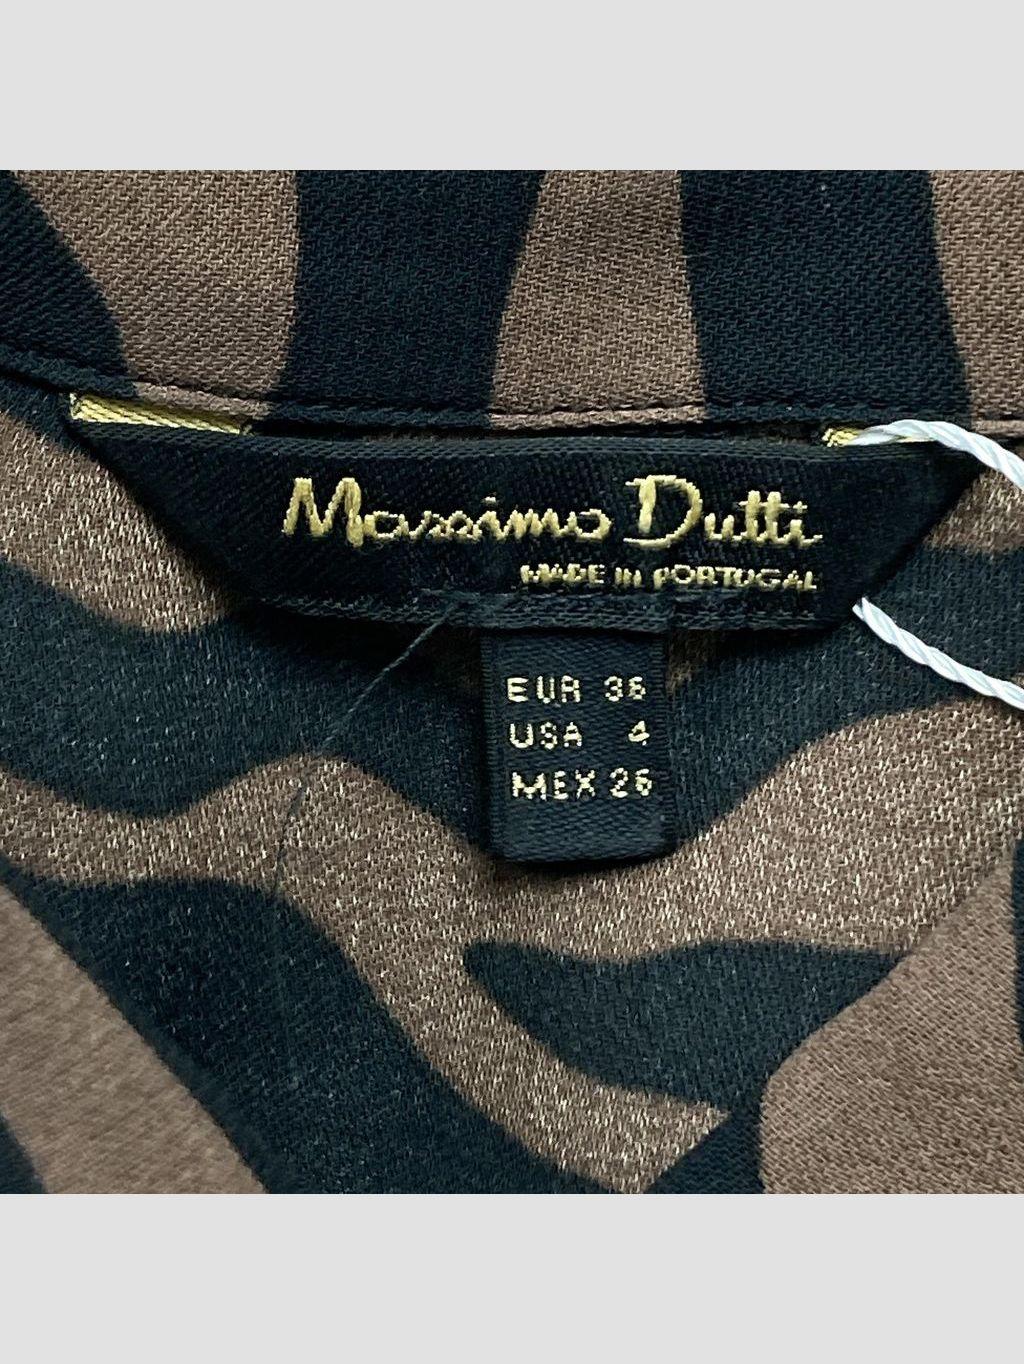 Massimo Dutti
MADE IN PORTUGAL
EUR 36
USA 4
MEX 26